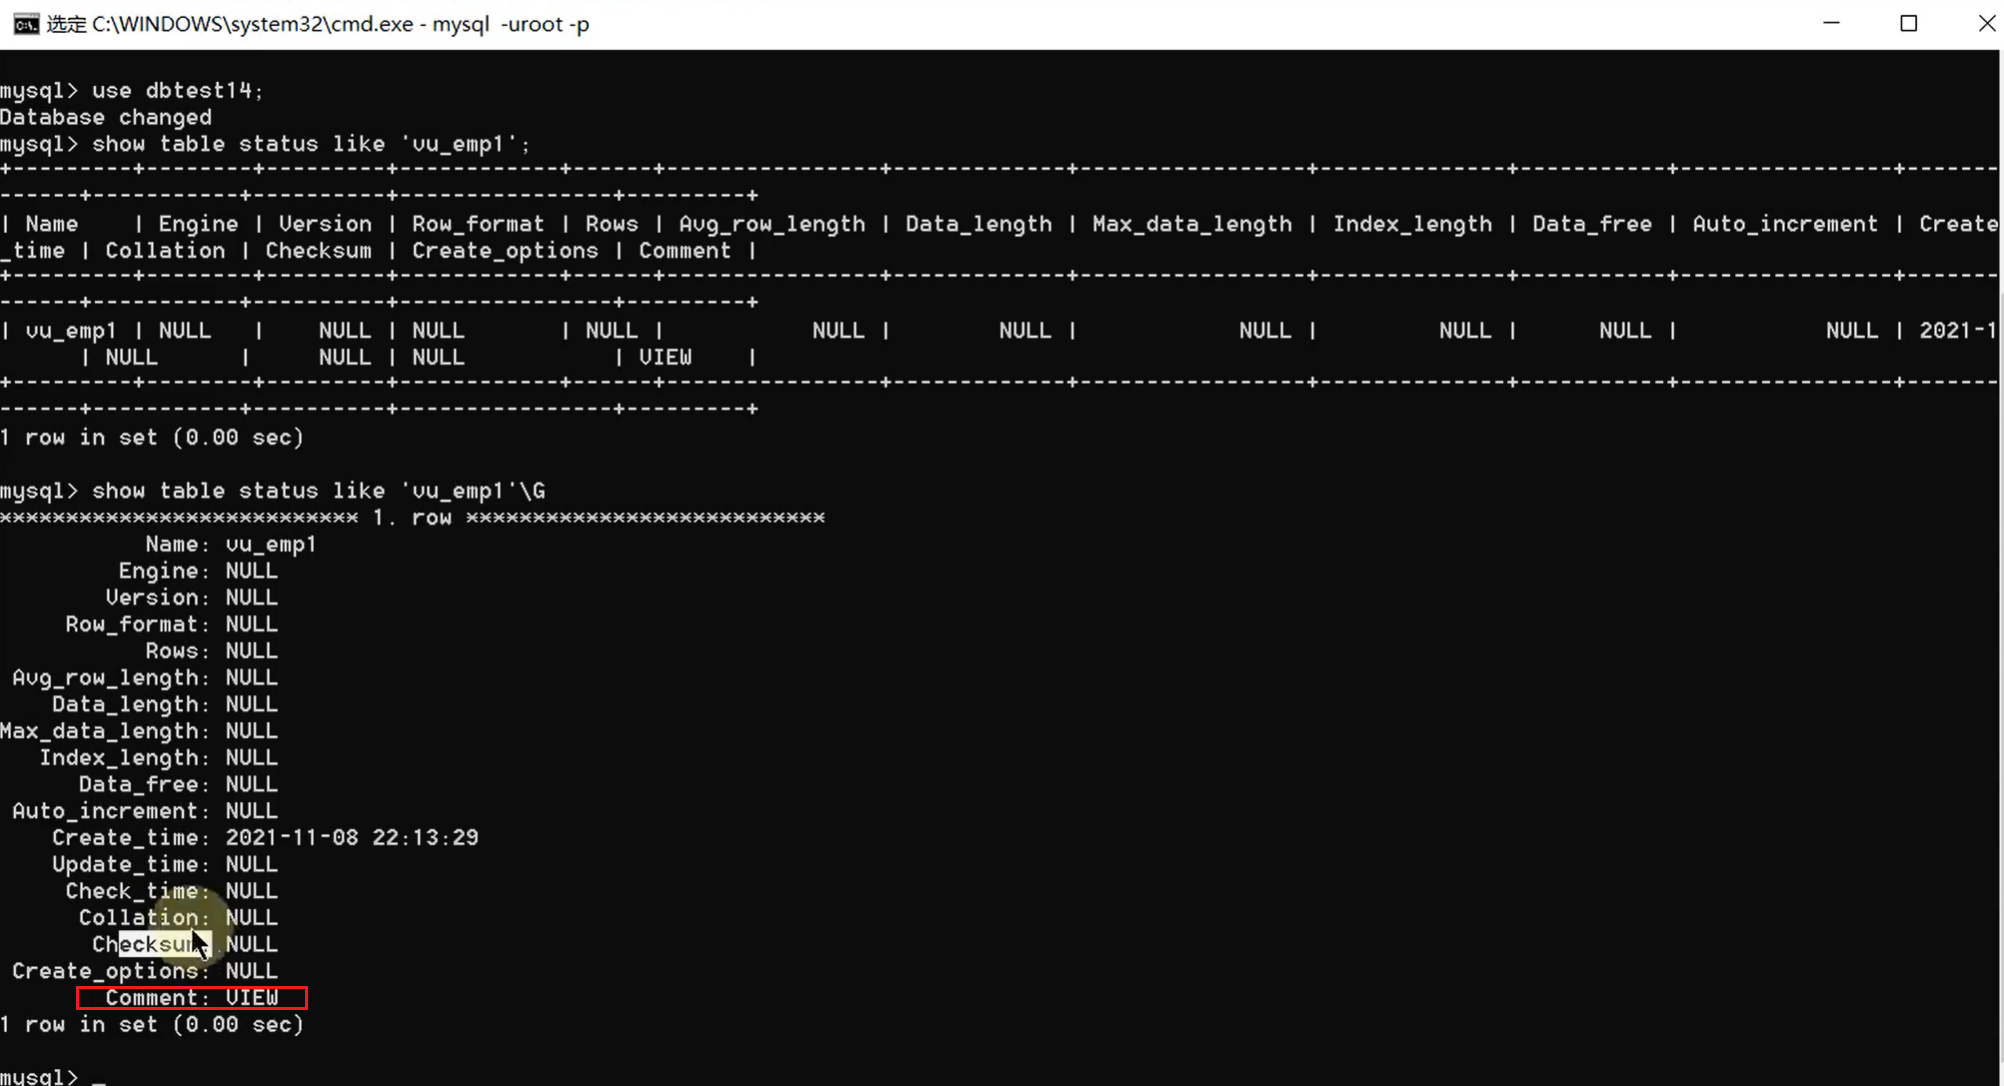 选定 C:\WINDOWS\system32\cmd.exe - mysql  -uroot -p
mysql> use dbtest14;
Database changed
mysql> show table status like 'vu_emp1';
+---------+--------+---------+------------+------+----------------+-------------+-----------------+--------------+-----------+----------------+-------
------+-----------+----------+----------------+---------+
| Name    | Engine | Version | Row_format | Rows | Avg_row_length | Data_length | Max_data_length | Index_length | Data_free | Auto_increment | Create
_time | Collation | Checksum | Create_options | Comment |
+---------+--------+---------+------------+------+----------------+-------------+-----------------+--------------+-----------+----------------+-------
------+-----------+----------+----------------+---------+
| vu_emp1 | NULL   |    NULL | NULL       | NULL |           NULL |        NULL |            NULL |         NULL |      NULL |           NULL | 2021-1
      | NULL      |     NULL | NULL           | VIEW    |
+---------+--------+---------+------------+------+----------------+-------------+-----------------+--------------+-----------+----------------+-------
------+-----------+----------+----------------+---------+
1 row in set (0.00 sec)
mysql> show table status like 'vu_emp1'\G
*************************** 1. row ***************************
           Name: vu_emp1
         Engine: NULL
        Version: NULL
     Row_format: NULL
           Rows: NULL
 Avg_row_length: NULL
    Data_length: NULL
Max_data_length: NULL
   Index_length: NULL
      Data_free: NULL
 Auto_increment: NULL
    Create_time: 2021-11-08 22:13:29
    Update_time: NULL
     Check_time: NULL
      Collation: NULL
       Checksum: NULL
 Create_options: NULL
        Comment: VIEW
1 row in set (0.00 sec)
mysql> _